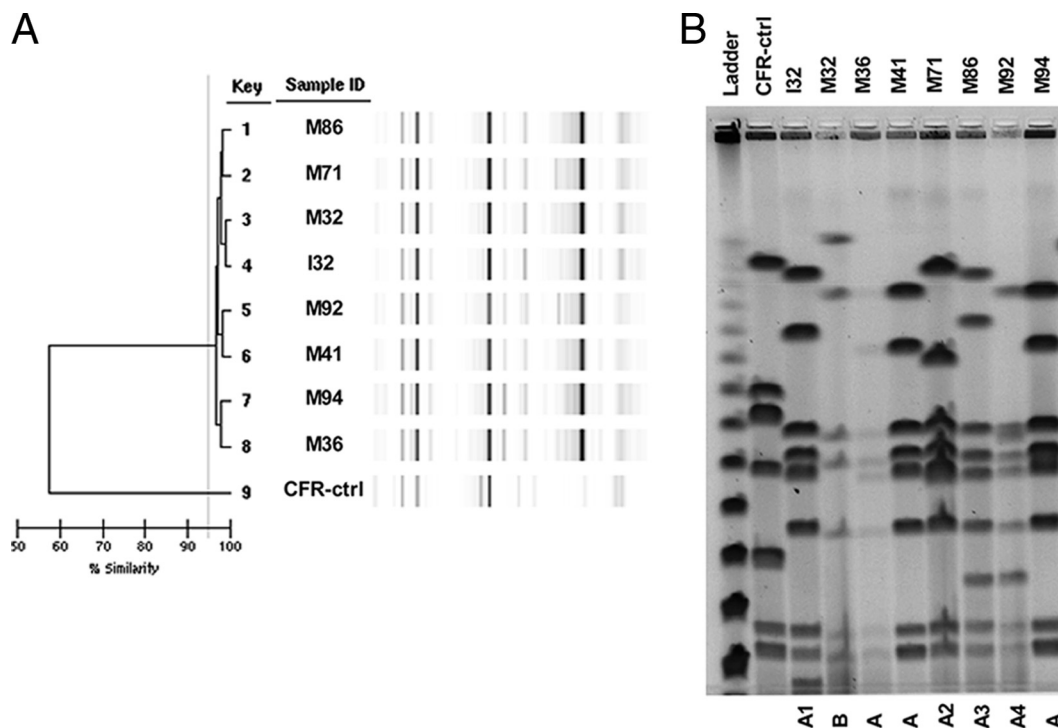 A
Key Sample ID
1 M86
2 M71
3 M32
4 I32
5 M92
6 M41
7 M94
8 M36
9 CFR-ctrl
50 60 70 80 90 100
% Similarity
B
Ladder
CFR-ctrl
I32
M32
M36
M41
M71
M86
M92
M94
A1
B
A
A
A2
A3
A4
A